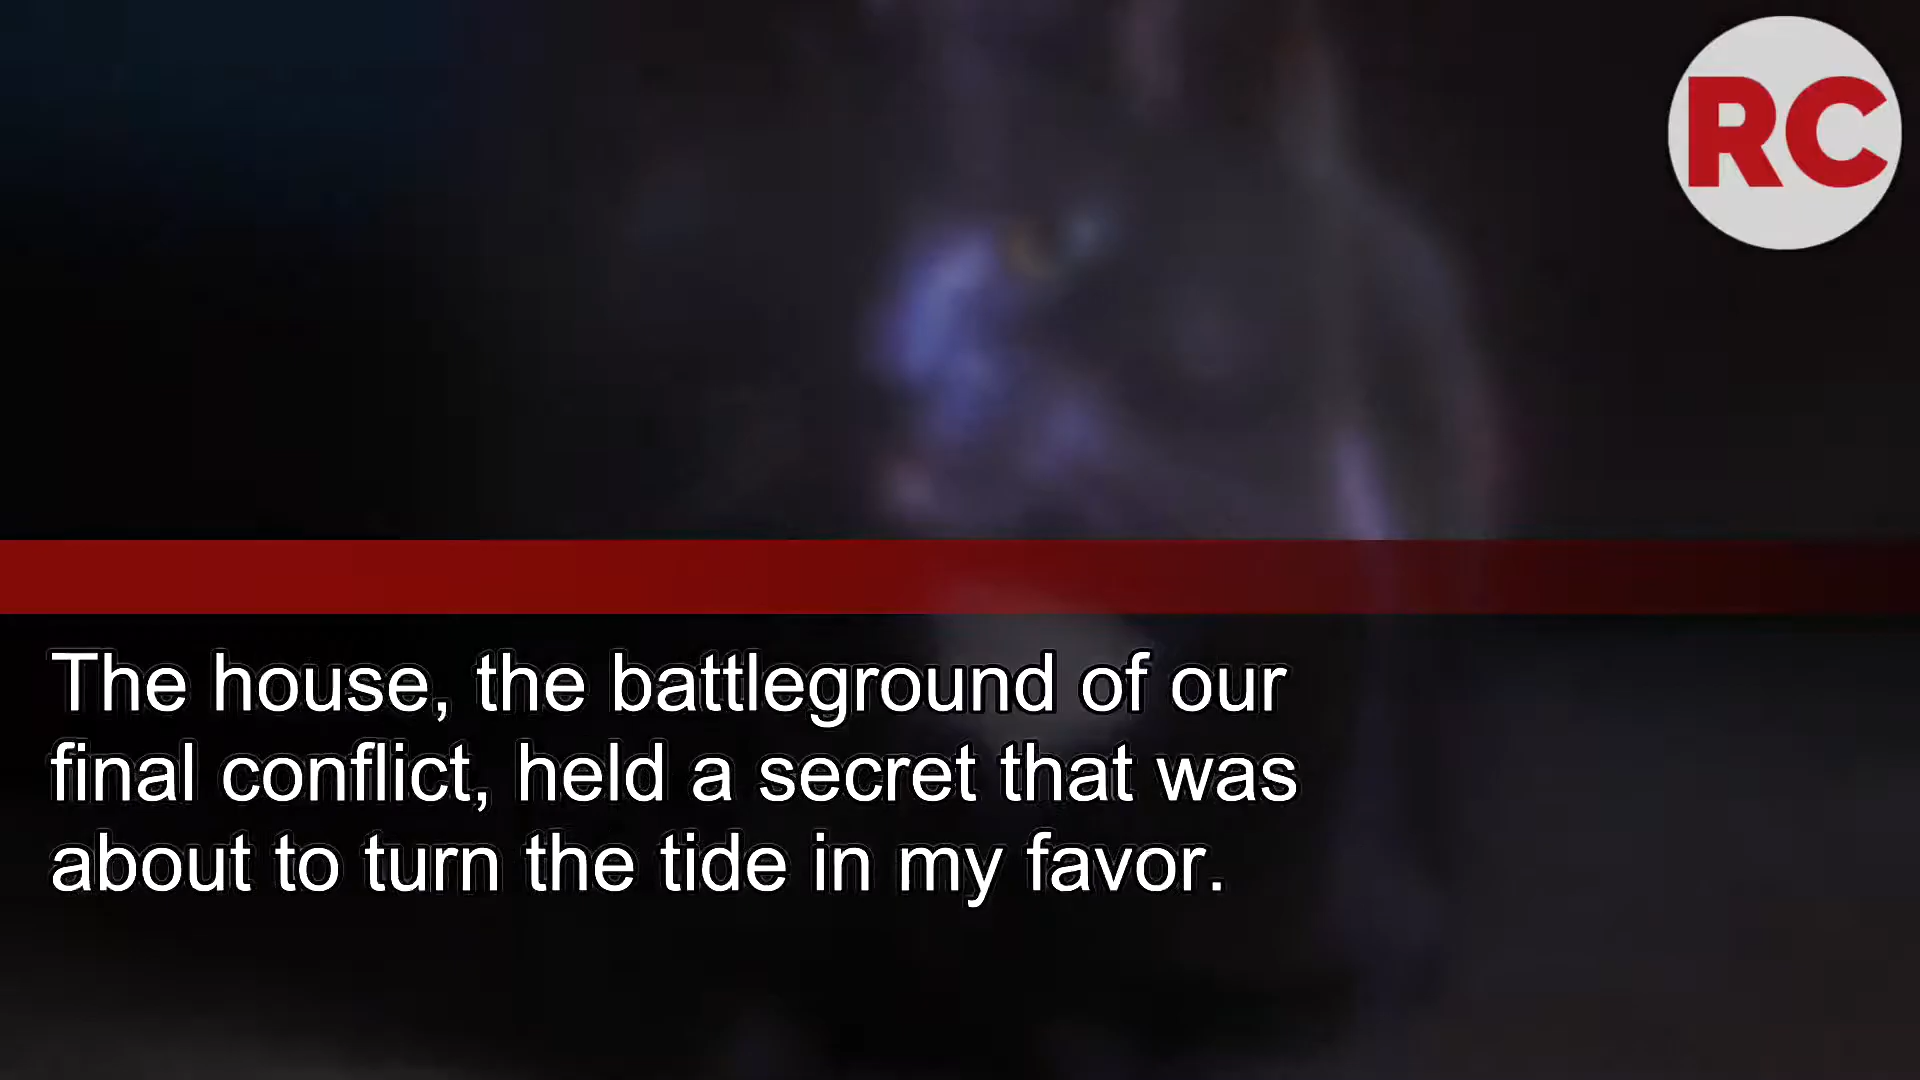 RC
The house, the battleground of our
final conflict, held a secret that was
about to turn the tide in my favor.